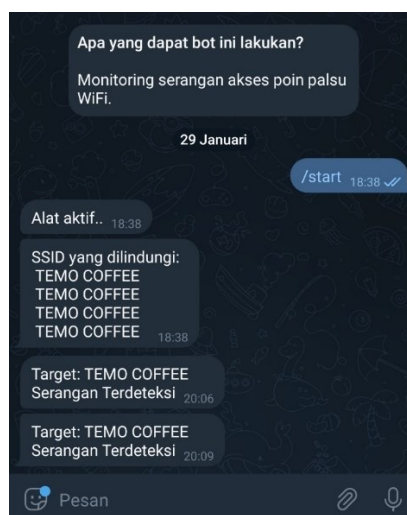 Apa yang dapat bot ini lakukan?
Monitoring serangan akses poin palsu
WiFi.
29 Januari
/start 18:38
Alat aktif.. 18:38
SSID yang dilindungi:
TEMO COFFEE
TEMO COFFEE
TEMO COFFEE
TEMO COFFEE 18:38
Target: TEMO COFFEE
Serangan Terdeteksi 20:06
Target: TEMO COFFEE
Serangan Terdeteksi 20:09
Pesan